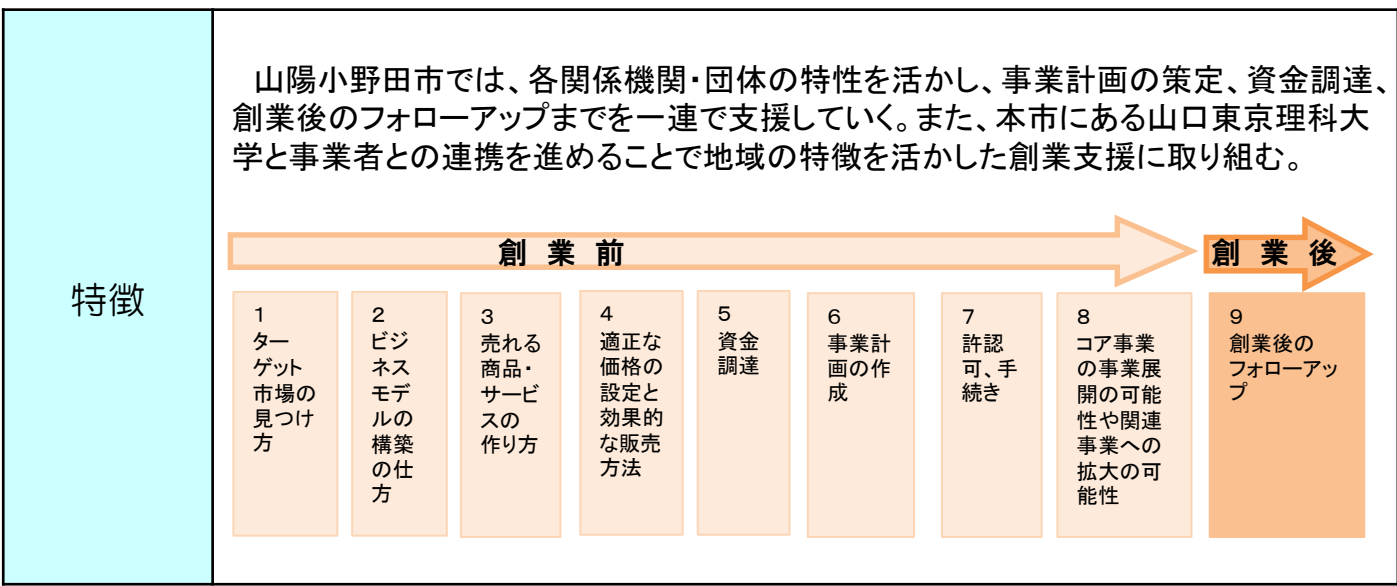 特徴
山陽小野田市では、各関係機関・団体の特性を活かし、事業計画の策定、資金調達、
創業後のフォローアップまでを一連で支援していく。また、本市にある山口東京理科大
学と事業者との連携を進めることで地域の特徴を活かした創業支援に取り組む。
創 業 前
創 業 後
1
ター
ゲット
市場の
見つけ
方
2
ビジ
ネス
モデ
ルの
構築
の仕
方
3
売れる
商品・
サービ
スの
作り方
4
適正な
価格の
設定と
効果的
な販売
方法
5
資金
調達
6
事業計
画の作
成
7
許認
可、手
続き
8
コア事業
の事業展
開の可能
性や関連
事業への
拡大の可
能性
9
創業後の
フォローアッ
プ